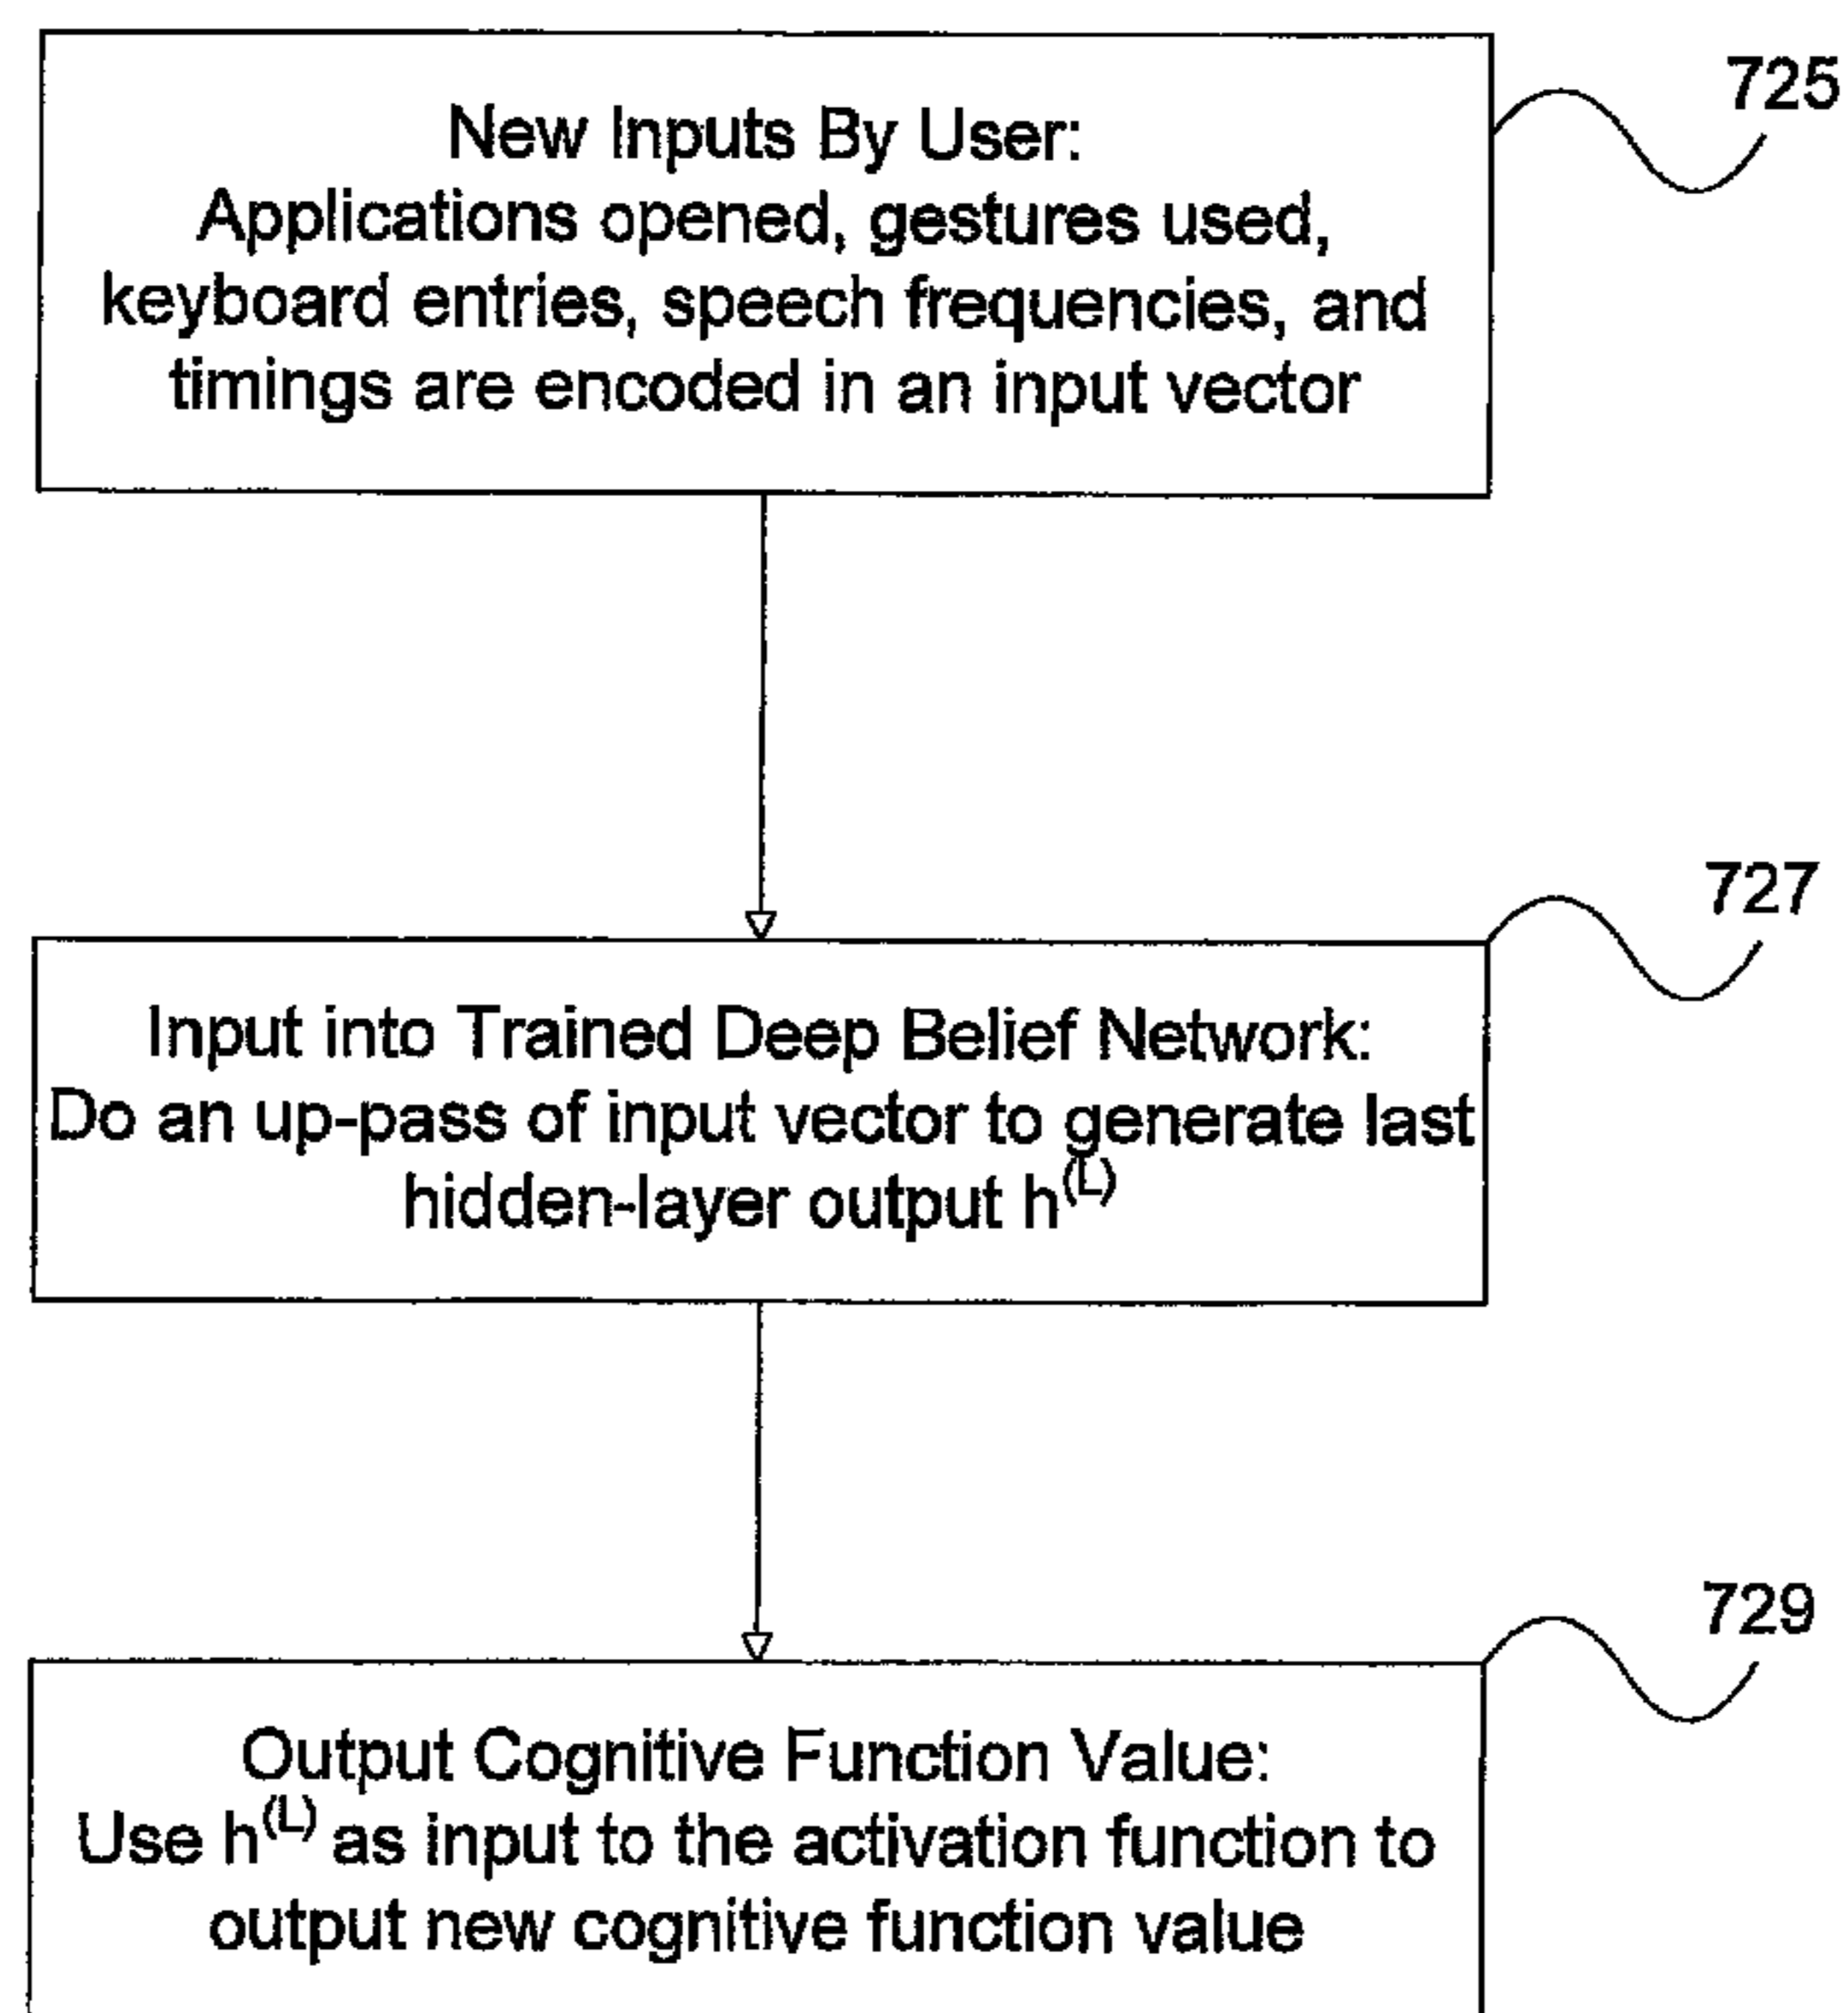 725
New Inputs By User:
Applications opened, gestures used,
keyboard entries, speech frequencies, and
timings are encoded in an input vector
727
Input into Trained Deep Belief Network:
Do an up-pass of input vector to generate last
hidden-layer output h^(L)
729
Output Cognitive Function Value:
Use h^(L) as input to the activation function to
output new cognitive function value